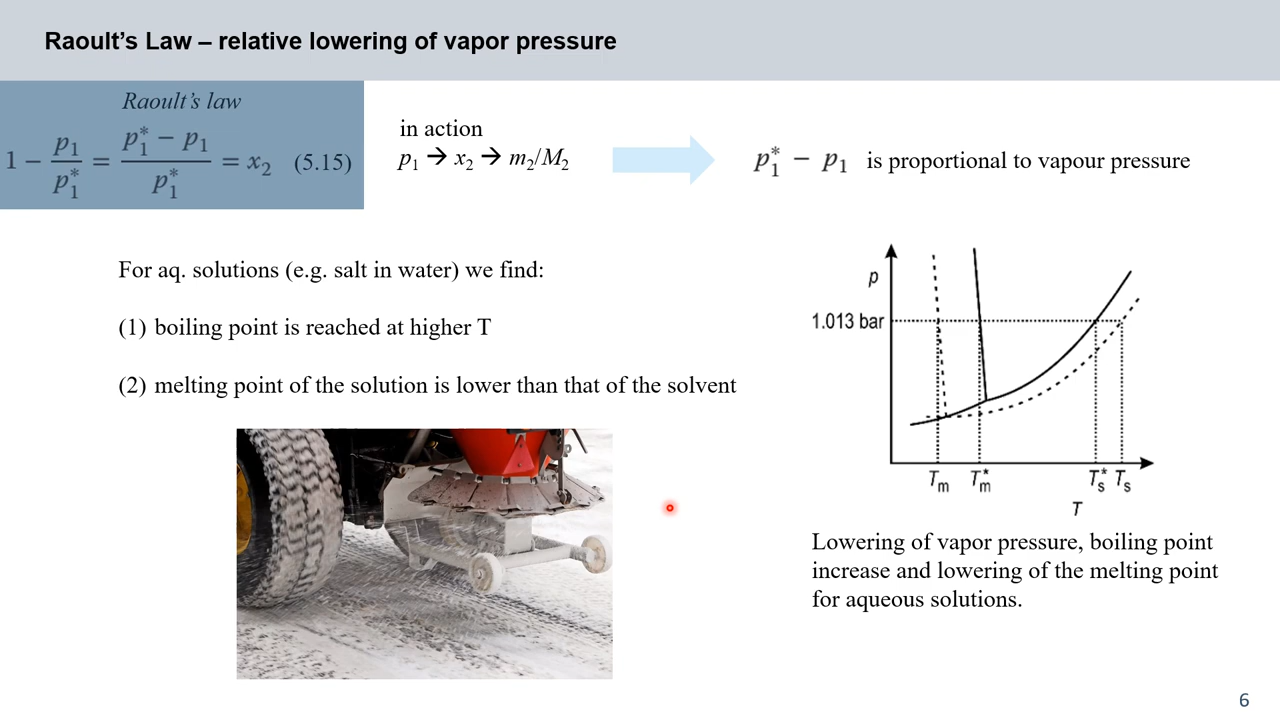 Raoult's Law – relative lowering of vapor pressure
Raoult's law
1 − p₁/p₁* = (p₁* − p₁)/p₁* = x₂ (5.15)
in action
p₁ → x₂ → m₂/M₂
p₁* − p₁ is proportional to vapour pressure
For aq. solutions (e.g. salt in water) we find:
(1) boiling point is reached at higher T
(2) melting point of the solution is lower than that of the solvent
p
1.013 bar
Tₘ Tₘ* Tₛ* Tₛ
T
Lowering of vapor pressure, boiling point
increase and lowering of the melting point
for aqueous solutions.
6